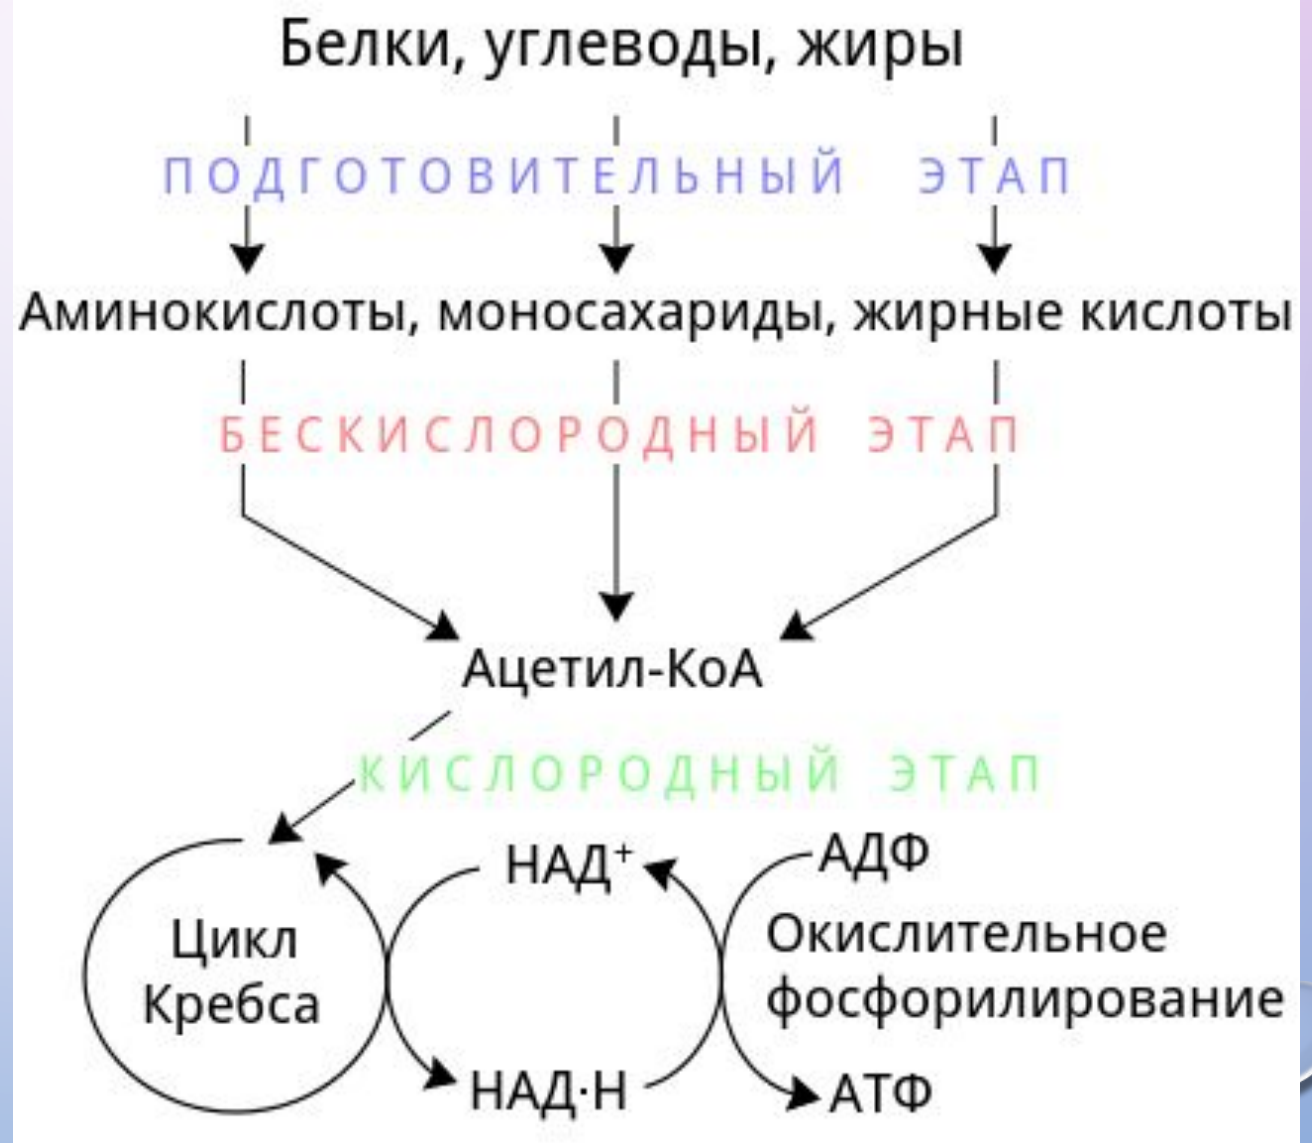 Белки, углеводы, жиры
ПОДГОТОВИТЕЛЬНЫЙ ЭТАП
Аминокислоты, моносахариды, жирные кислоты
БЕСКИСЛОРОДНЫЙ ЭТАП
Ацетил-КоА
КИСЛОРОДНЫЙ ЭТАП
Цикл
Кребса
НАД⁺
НАД·Н
АДФ
Окислительное
фосфорилирование
АТФ